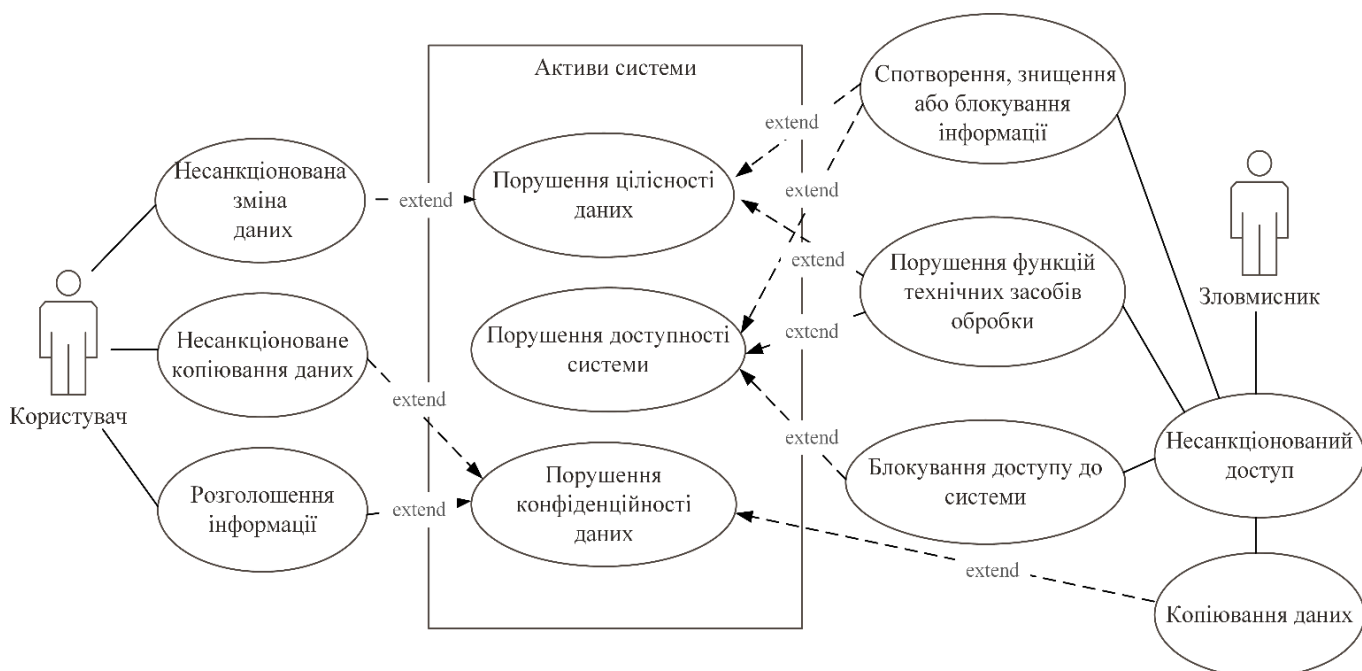 Активи системи
Спотворення, знищення
або блокування
інформації
extend
Несанкціонована
зміна
даних
extend
Порушення цілісності
даних
extend
extend
Порушення функцій
технічних засобів
обробки
Зловмисник
Несанкціоноване
копіювання даних
Порушення доступності
системи
extend
Користувач
extend
extend
Несанкціонований
доступ
Блокування доступу до
системи
Розголошення
інформації
extend
Порушення
конфіденційності
даних
extend
Копіювання даних